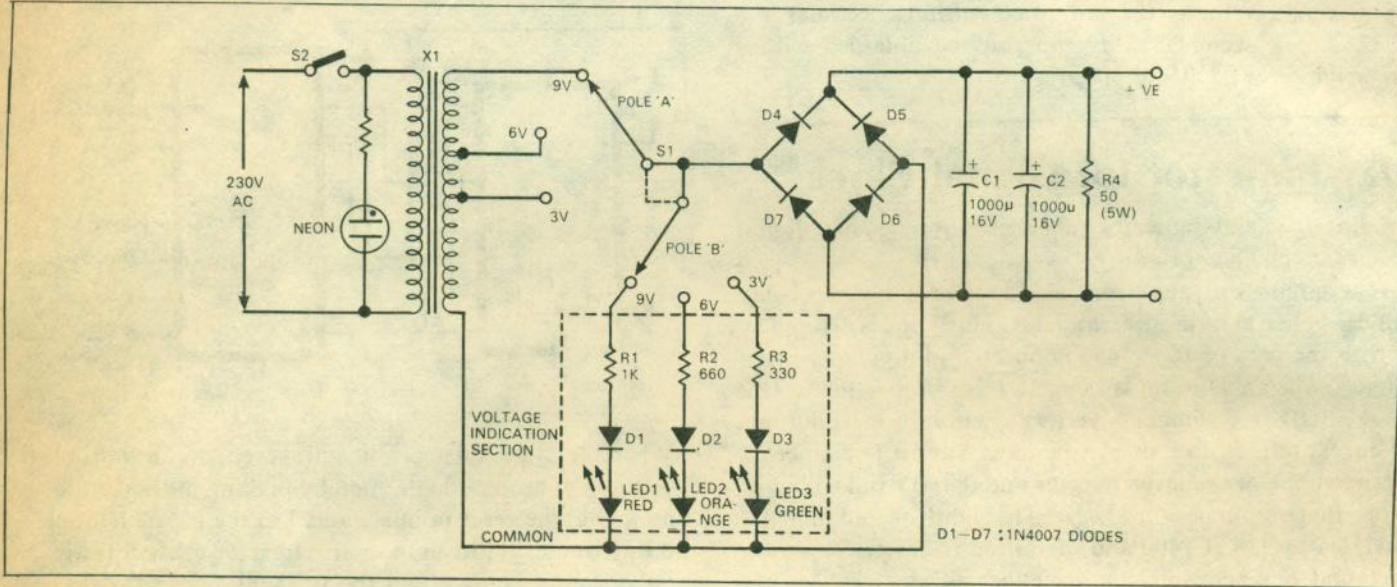 S2
X1
9V
POLE 'A'
6V
S1
3V
230V
AC
NEON
D4
D5
D7
D6
+ VE
+
C1
1000µ
16V
+
C2
1000µ
16V
R4
50
(5W)
POLE 'B'
9V
6V
3V
R1
1K
R2
660
R3
330
VOLTAGE
INDICATION
SECTION
D1
D2
D3
LED1
RED
LED2
ORA-
NGE
LED3
GREEN
COMMON
D1–D7 : 1N4007 DIODES